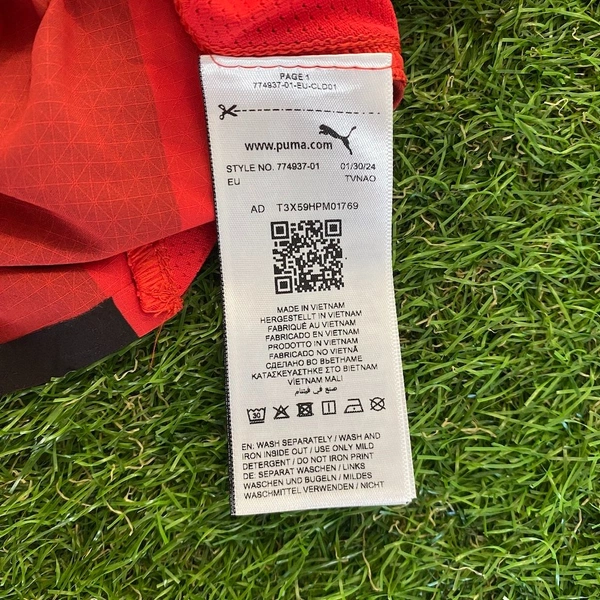 PAGE 1
774937-01-EU-CLD01
www.puma.com
STYLE NO. 774937-01 01/30/24
EU TVNAO
AD T3X59HPM01769
MADE IN VIETNAM
HERGESTELLT IN VIETNAM
FABRIQUÉ AU VIETNAM
FABRICADO EN VIETNAM
PRODOTTO IN VIETNAM
FABRICADO NO VIETNÃ
СДЕЛАНО ВО ВЬЕТНАМЕ
ΚΑΤΑΣΚΕΥΑΣΤΗΚΕ ΣΤΟ ΒΙΕΤΝΑΜ
VİETNAM MALI
صنع في فيتنام
30
EN: WASH SEPARATELY / WASH AND
IRON INSIDE OUT / USE ONLY MILD
DETERGENT / DO NOT IRON PRINT
DE: SEPARAT WASCHEN / LINKS
WASCHEN UND BÜGELN / MILDES
WASCHMITTEL VERWENDEN / NICHT